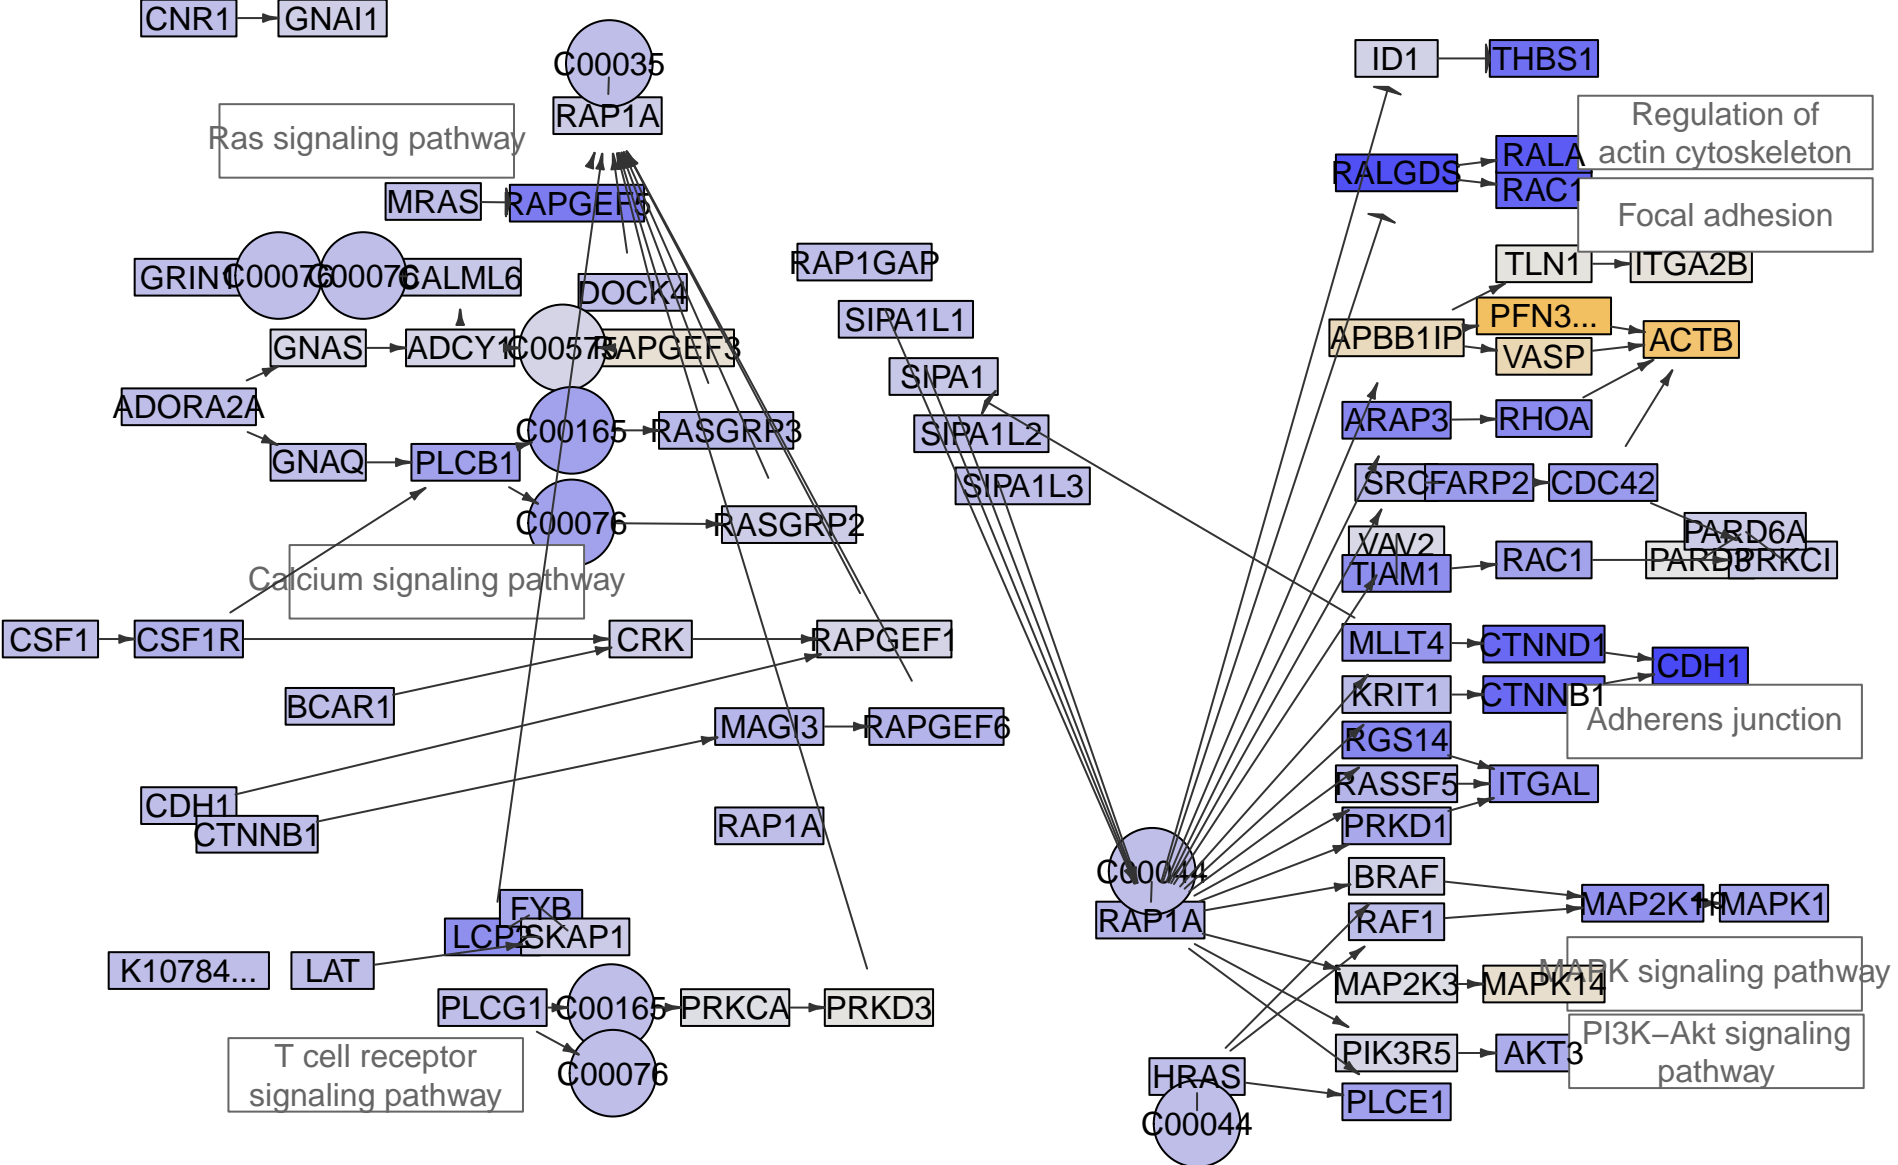 CNR1
GNAI1
C00035
RAP1A
Ras signaling pathway
MRAS
RAPGEF5
GRIN1
C00076
C00076
CALML6
DOCK4
GNAS
ADCY1
C00575
RAPGEF3
ADORA2A
C00165
RASGRP3
GNAQ
PLCB1
C00076
RASGRP2
Calcium signaling pathway
CSF1
CSF1R
CRK
RAPGEF1
BCAR1
MAGI3
RAPGEF6
CDH1
CTNNB1
RAP1A
FYB
LCP2
SKAP1
K10784...
LAT
PLCG1
C00165
PRKCA
PRKD3
T cell receptor
signaling pathway
C00076
RAP1GAP
SIPA1L1
SIPA1
SIPA1L2
SIPA1L3
C00044
RAP1A
HRAS
C00044
ID1
THBS1
Regulation of
actin cytoskeleton
RALGDS
RALA
RAC1
Focal adhesion
TLN1
ITGA2B
APBB1IP
PFN3...
VASP
ACTB
ARAP3
RHOA
SRC
FARP2
CDC42
VAV2
TIAM1
RAC1
PARD6A
PARD3
PRKCI
MLLT4
CTNND1
CDH1
KRIT1
CTNNB1
Adherens junction
RGS14
RASSF5
ITGAL
PRKD1
BRAF
RAF1
MAP2K1
+p
MAPK1
MAP2K3
MAPK14
MAPK signaling pathway
PIK3R5
AKT3
PI3K−Akt signaling
pathway
PLCE1